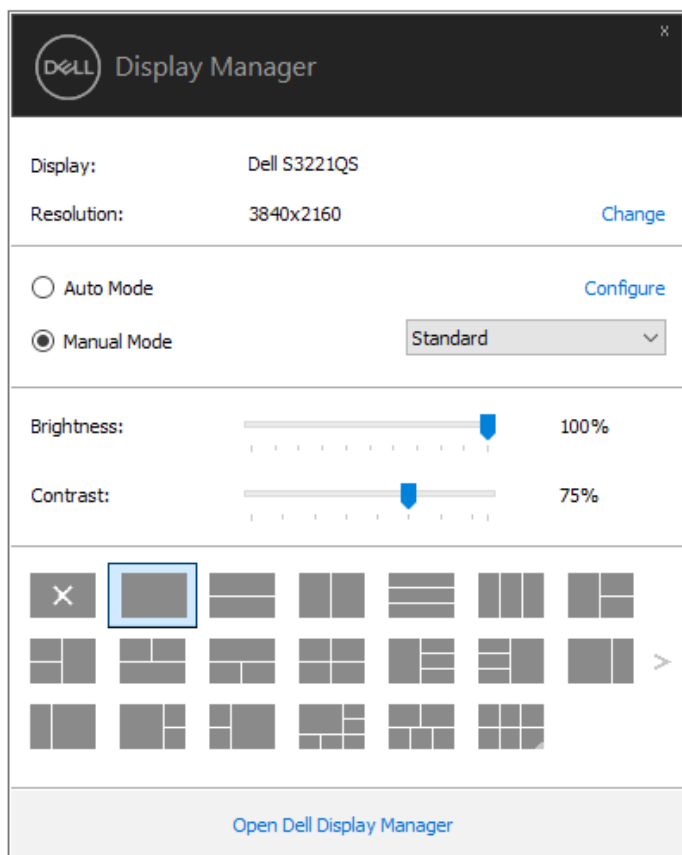 x
DELL Display Manager
Display: Dell S3221QS
Resolution: 3840x2160 Change
Auto Mode Configure
Manual Mode Standard
Brightness: 100%
Contrast: 75%
Open Dell Display Manager